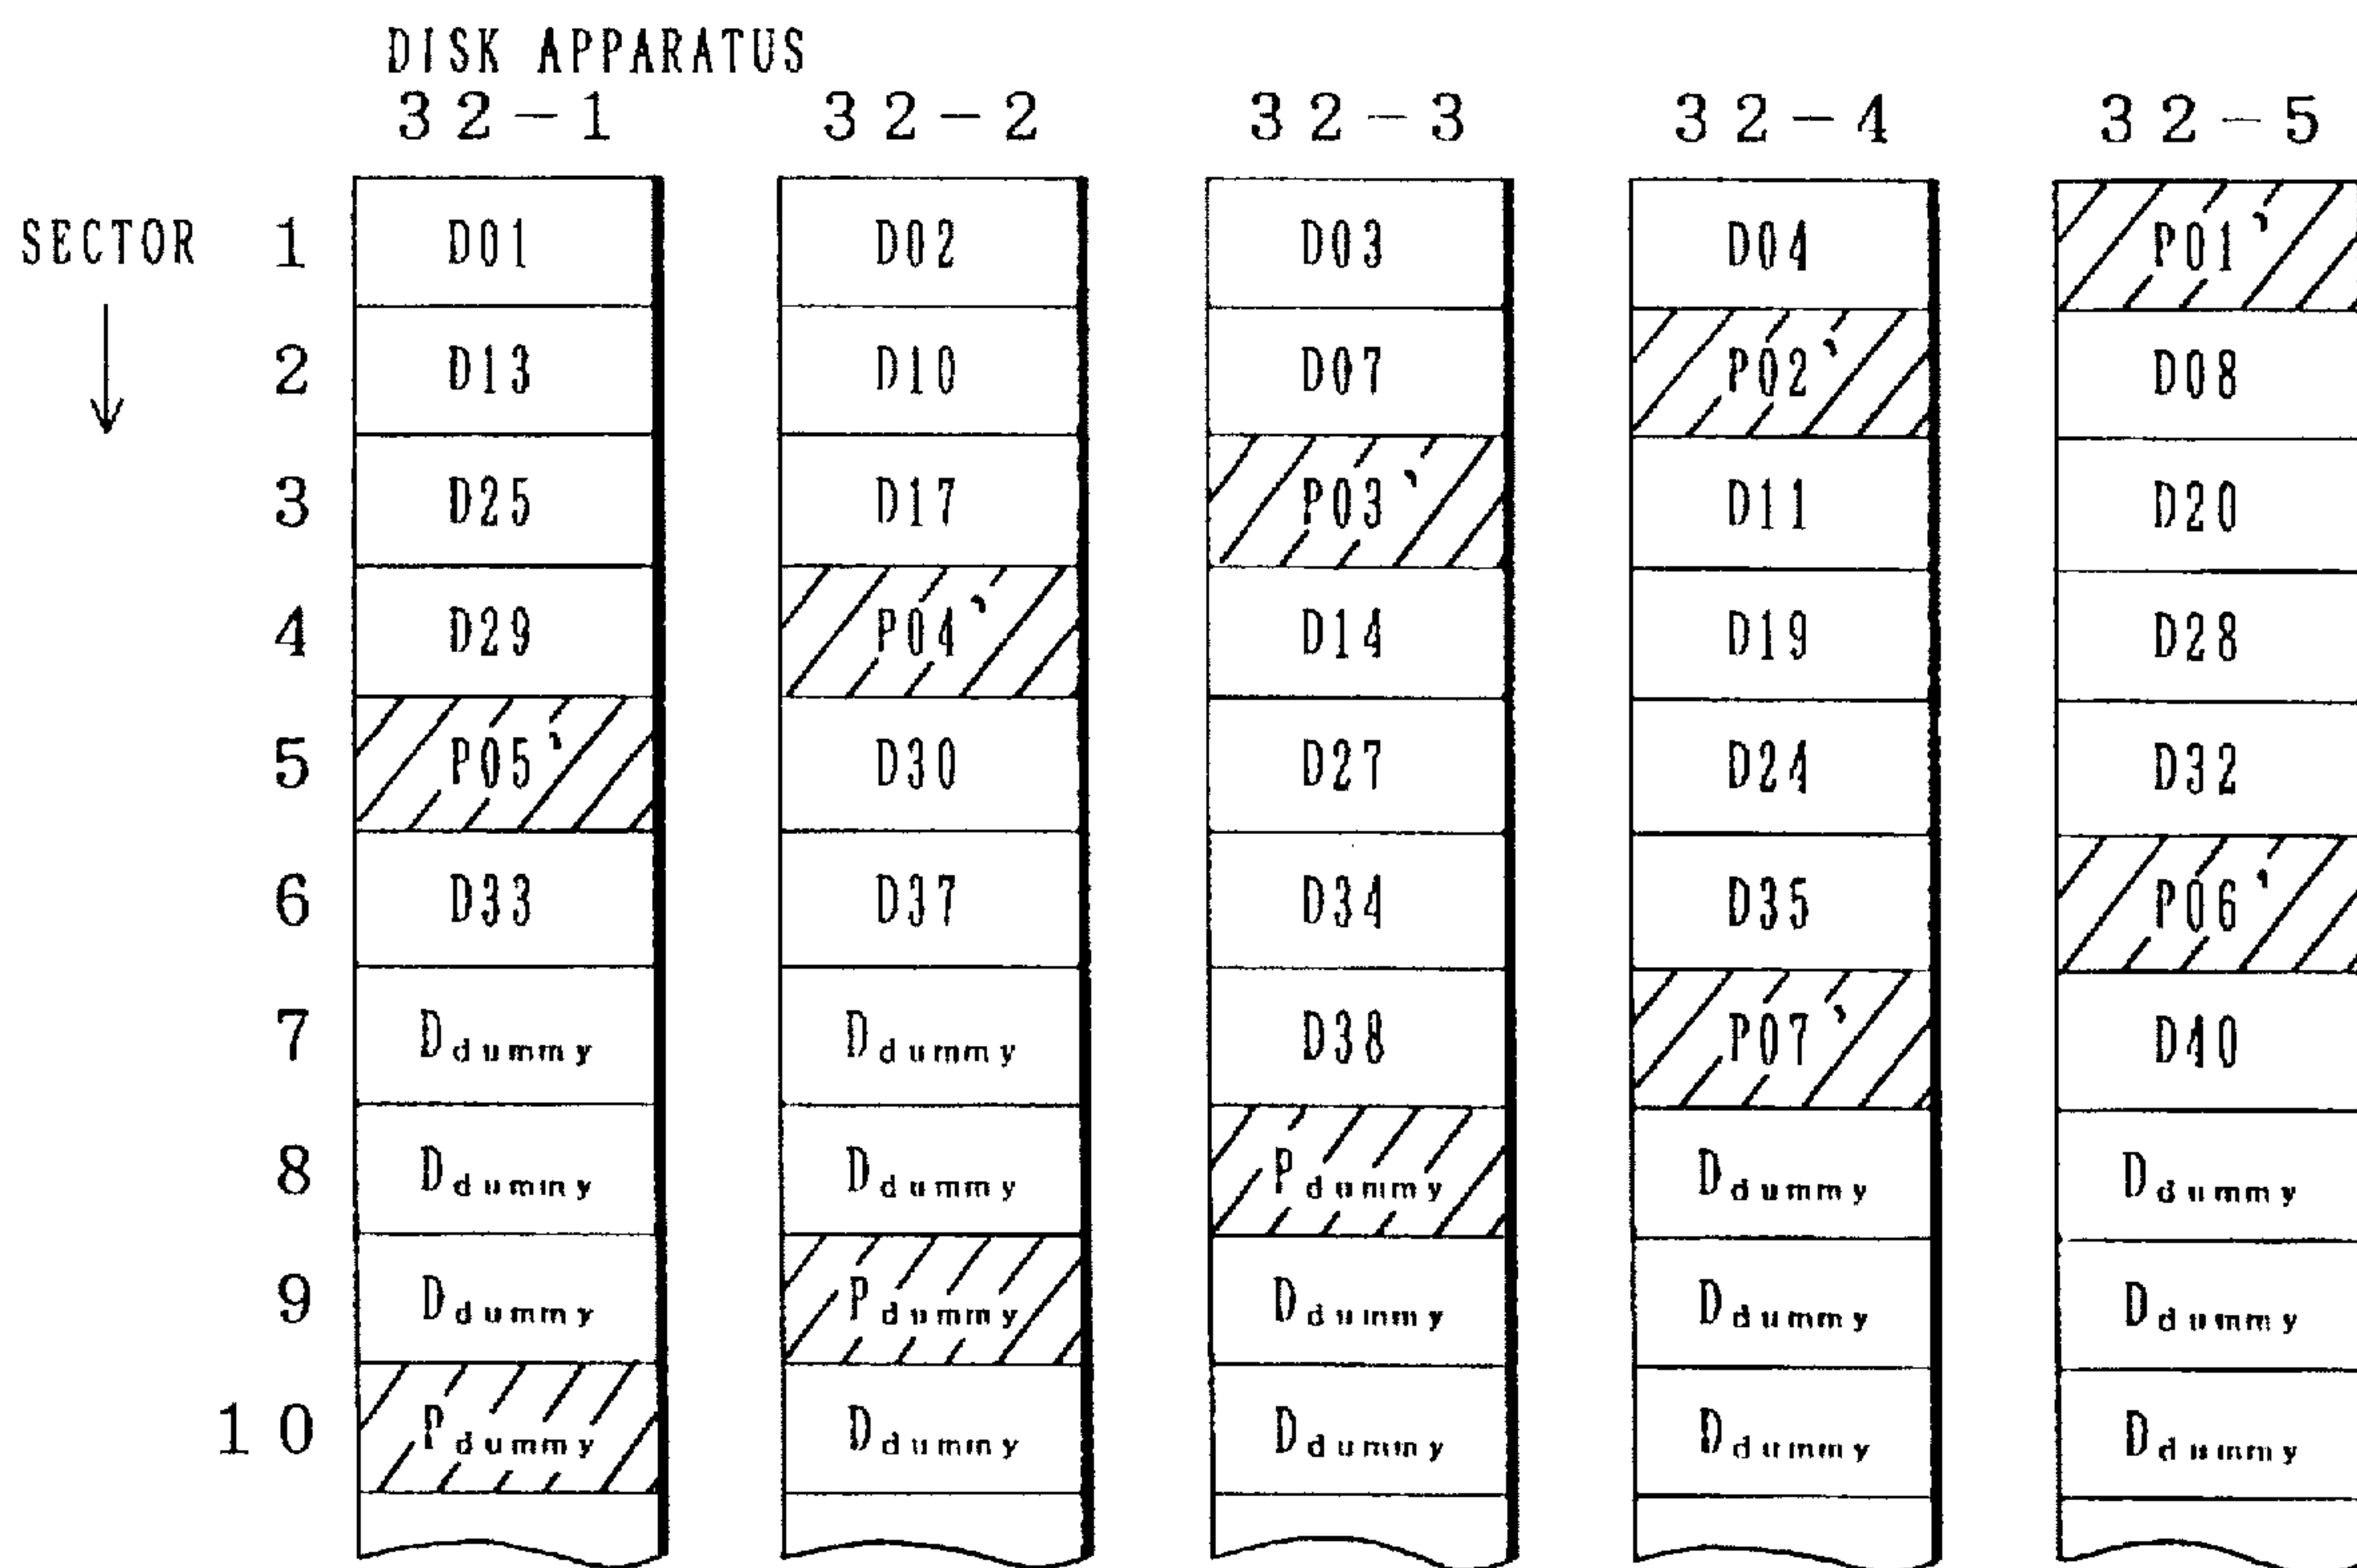 DISK APPARATUS
32-1 32-2 32-3 32-4 32-5
SECTOR 1 D01 D02 D03 D04 P01'
2 D13 D10 D07 P02' D08
3 D25 D17 P03' D11 D20
4 D29 P04' D14 D19 D28
5 P05' D30 D27 D24 D32
6 D33 D37 D34 D35 P06'
7 Ddummy Ddummy D38 P07' D40
8 Ddummy Ddummy Pdummy Ddummy Ddummy
9 Ddummy Pdummy Ddummy Ddummy Ddummy
10 Pdummy Ddummy Ddummy Ddummy Ddummy